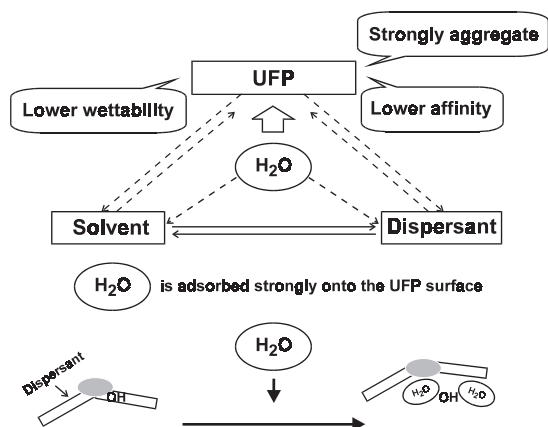 Strongly aggregate
UFP
Lower wettability
Lower affinity
H2O
Solvent
Dispersant
H2O is adsorbed strongly onto the UFP surface
H2O
Dispersant
OH
H2O
OH
H2O